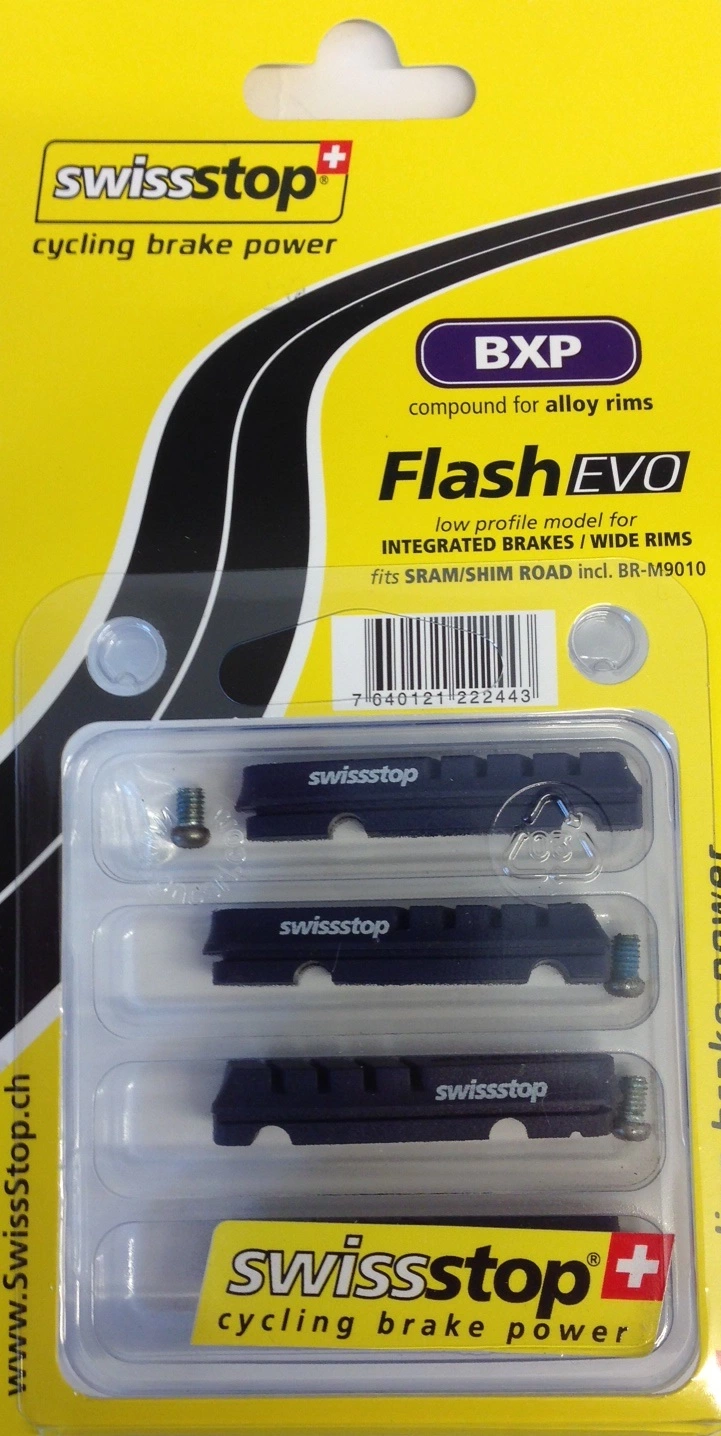 swissstop®
cycling brake power
BXP
compound for alloy rims
Flash EVO
low profile model for
INTEGRATED BRAKES / WIDE RIMS
fits SRAM/SHIM ROAD incl. BR-M9010
7 640121 222443
swissstop
swissstop
swissstop
swissstop®
cycling brake power
www.SwissStop.ch
brake power